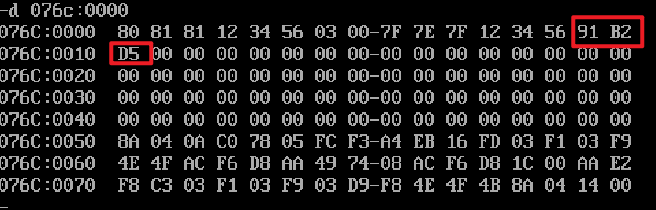 -d 076c:0000
076C:0000 80 81 81 12 34 56 03 00-7F 7E 7F 12 34 56 91 B2
076C:0010 D5 00 00 00 00 00 00 00-00 00 00 00 00 00 00 00
076C:0020 00 00 00 00 00 00 00 00-00 00 00 00 00 00 00 00
076C:0030 00 00 00 00 00 00 00 00-00 00 00 00 00 00 00 00
076C:0040 00 00 00 00 00 00 00 00-00 00 00 00 00 00 00 00
076C:0050 8A 04 0A C0 78 05 FC F3-A4 EB 16 FD 03 F1 03 F9
076C:0060 4E 4F AC F6 D8 AA 49 74-08 AC F6 D8 1C 00 AA E2
076C:0070 F8 C3 03 F1 03 F9 03 D9-F8 4E 4F 4B 8A 04 14 00